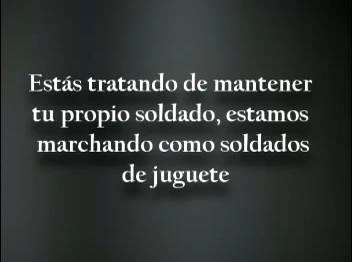 Estás tratando de mantener
tu propio soldado, estamos
marchando como soldados
de juguete